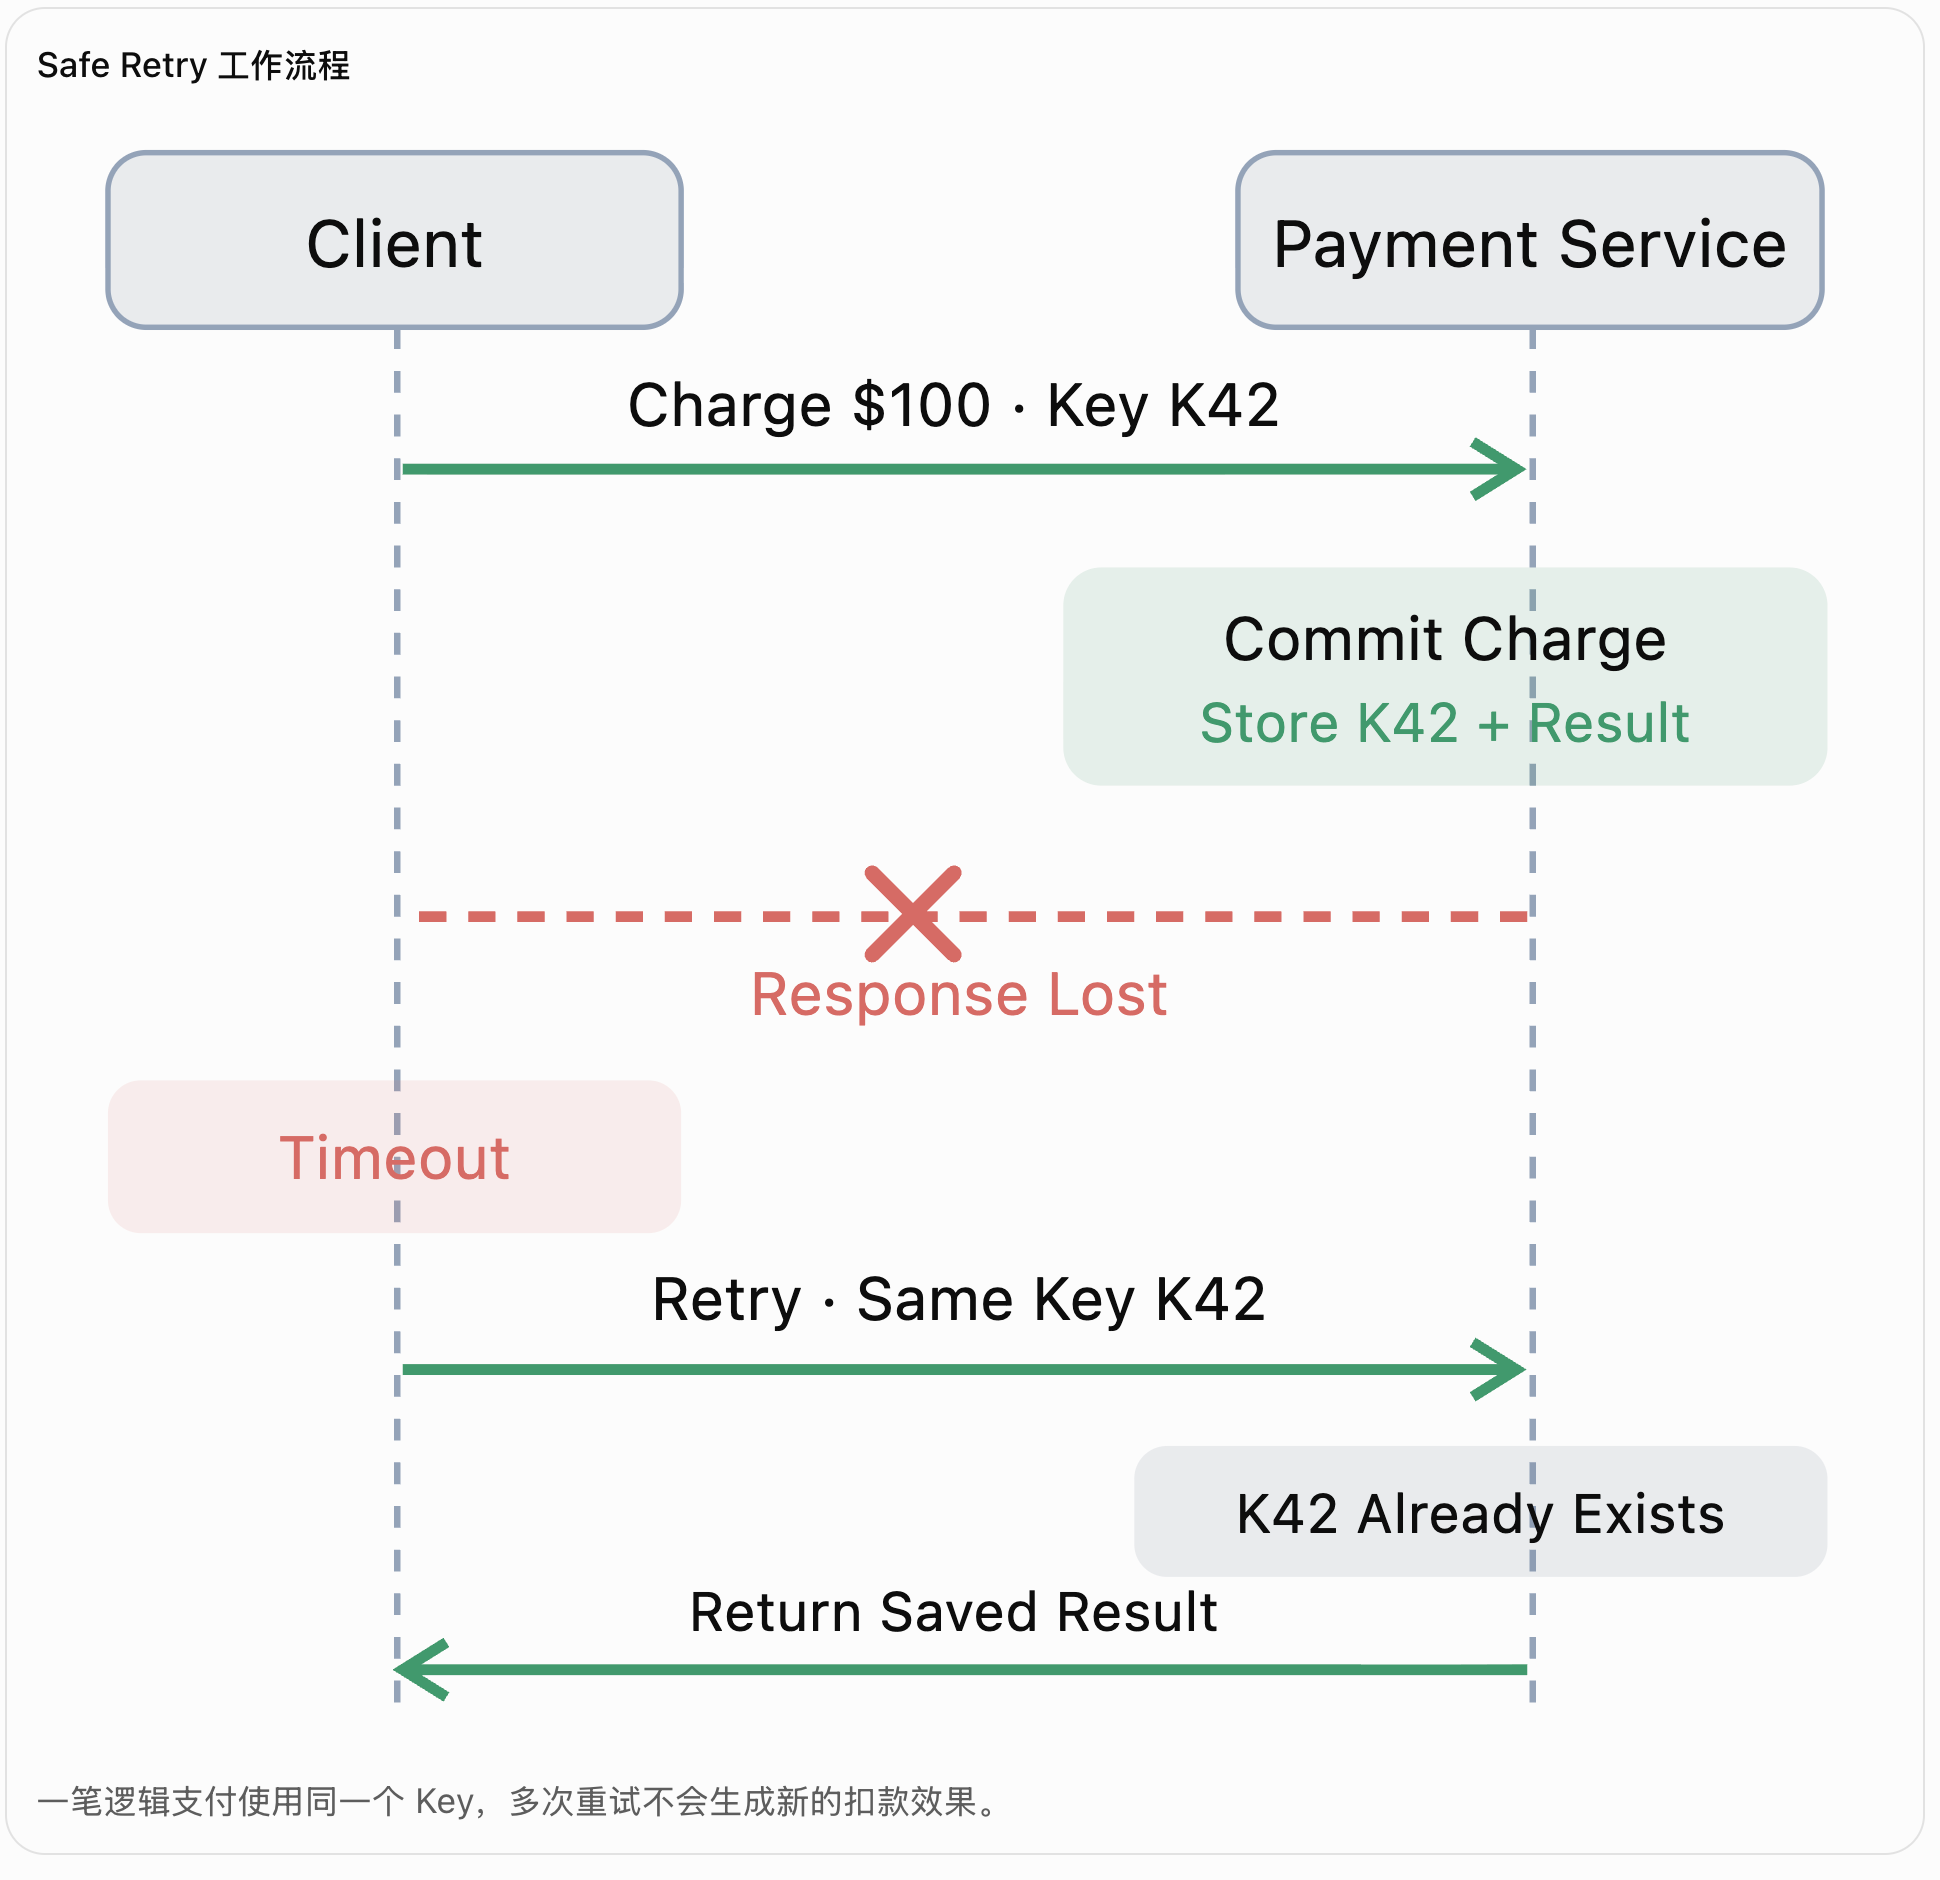 Safe Retry 工作流程
Client
Payment Service
Charge $100 · Key K42
Commit Charge
Store K42 + Result
Response Lost
Timeout
Retry · Same Key K42
K42 Already Exists
Return Saved Result
一笔逻辑支付使用同一个 Key，多次重试不会生成新的扣款效果。